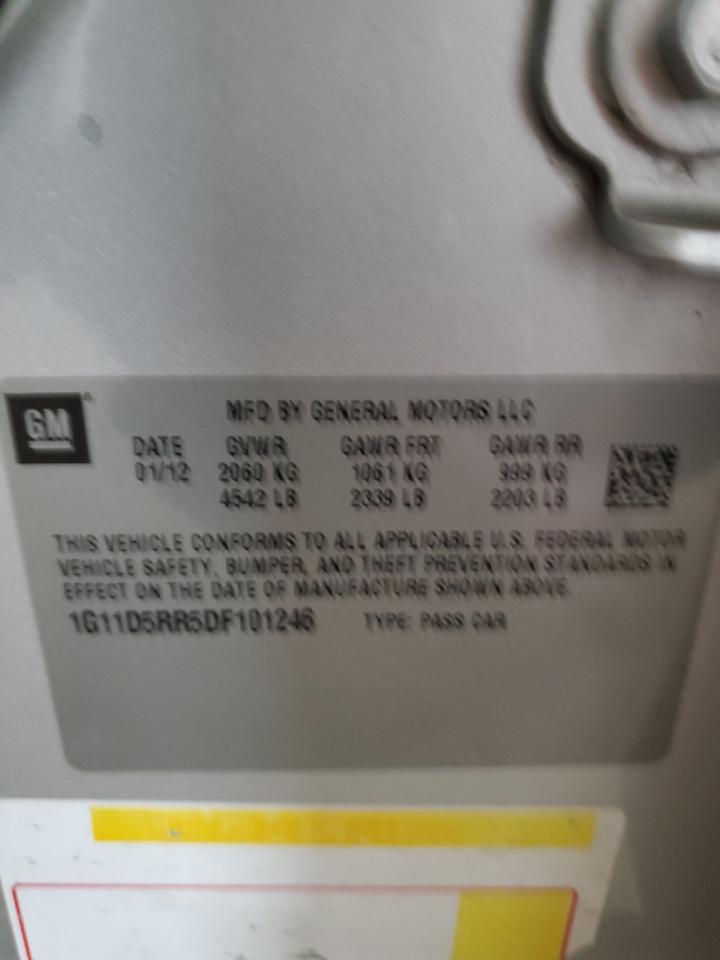 GM
MFD BY GENERAL MOTORS LLC
DATE GVWR GAWR FRT GAWR RR
01/12 2060 KG 1061 KG 999 KG
4542 LB 2339 LB 2203 LB
THIS VEHICLE CONFORMS TO ALL APPLICABLE U.S. FEDERAL MOTOR
VEHICLE SAFETY, BUMPER, AND THEFT PREVENTION STANDARDS IN
EFFECT ON THE DATE OF MANUFACTURE SHOWN ABOVE.
1G11D5RR5DF101246 TYPE: PASS CAR